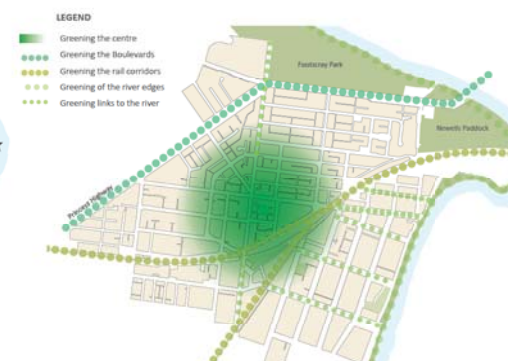 LEGEND
Greening the centre
Greening the Boulevards
Greening the rail corridors
Greening of the river edges
Greening links to the river
Footscray Park
Newells Paddock
Princess Highway